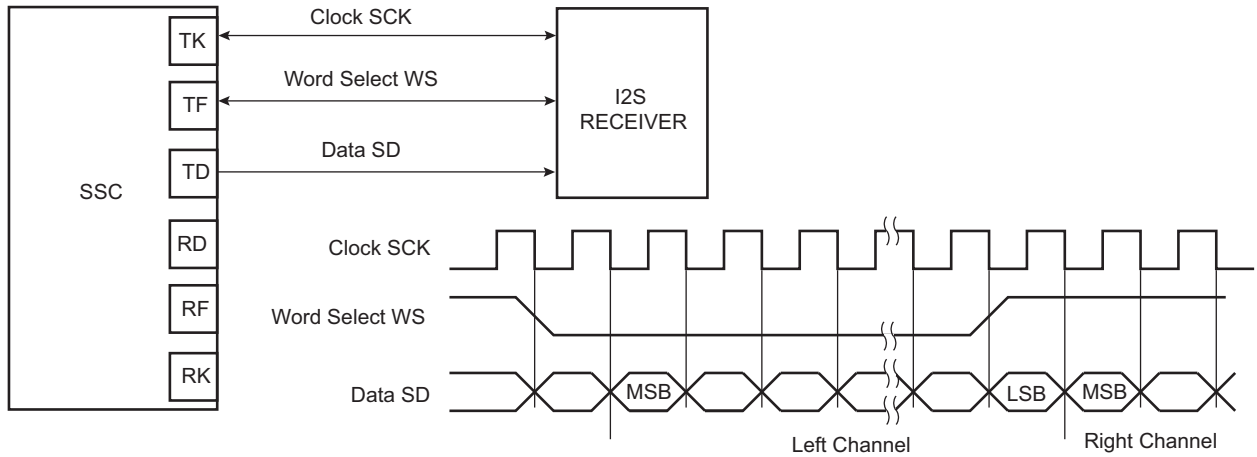 SSC
TK
TF
TD
RD
RF
RK
Clock SCK
Word Select WS
Data SD
I2S
RECEIVER
Clock SCK
Word Select WS
Data SD
MSB
LSB
MSB
Left Channel
Right Channel